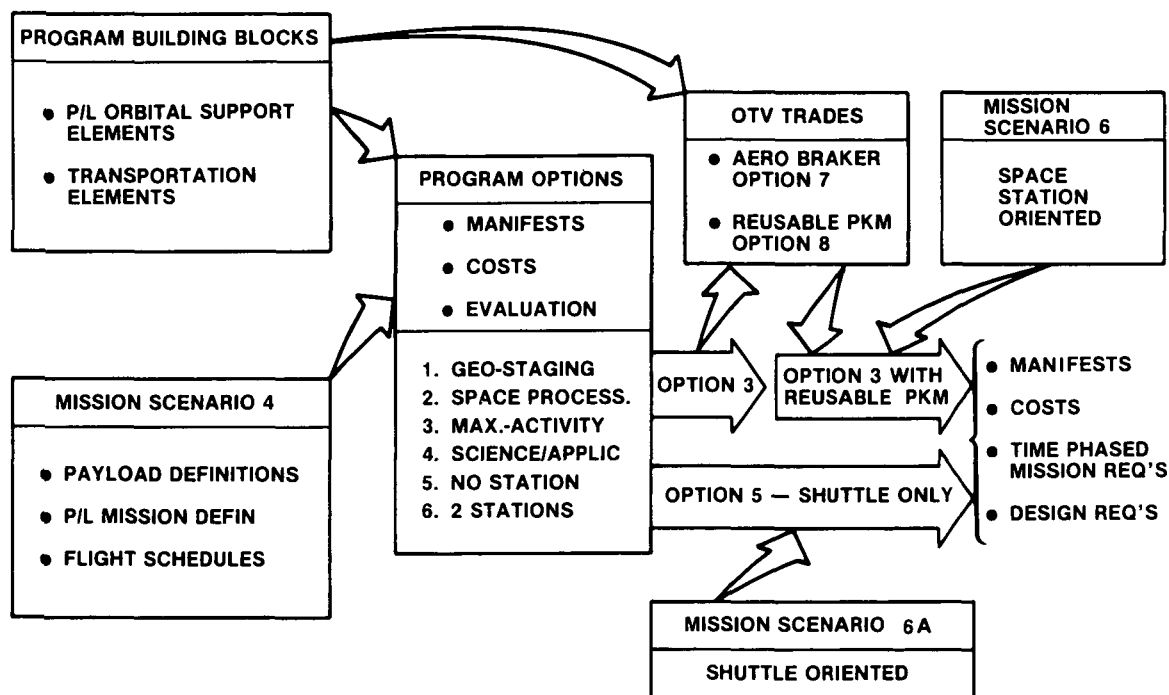 PROGRAM BUILDING BLOCKS
• P/L ORBITAL SUPPORT
ELEMENTS
• TRANSPORTATION
ELEMENTS
MISSION SCENARIO 4
• PAYLOAD DEFINITIONS
• P/L MISSION DEFIN
• FLIGHT SCHEDULES
PROGRAM OPTIONS
• MANIFESTS
• COSTS
• EVALUATION
1. GEO-STAGING
2. SPACE PROCESS.
3. MAX.-ACTIVITY
4. SCIENCE/APPLIC
5. NO STATION
6. 2 STATIONS
OTV TRADES
• AERO BRAKER
OPTION 7
• REUSABLE PKM
OPTION 8
MISSION
SCENARIO 6
SPACE
STATION
ORIENTED
OPTION 3
OPTION 3 WITH
REUSABLE PKM
OPTION 5 — SHUTTLE ONLY
• MANIFESTS
• COSTS
• TIME PHASED
MISSION REQ'S
• DESIGN REQ'S
MISSION SCENARIO 6A
SHUTTLE ORIENTED